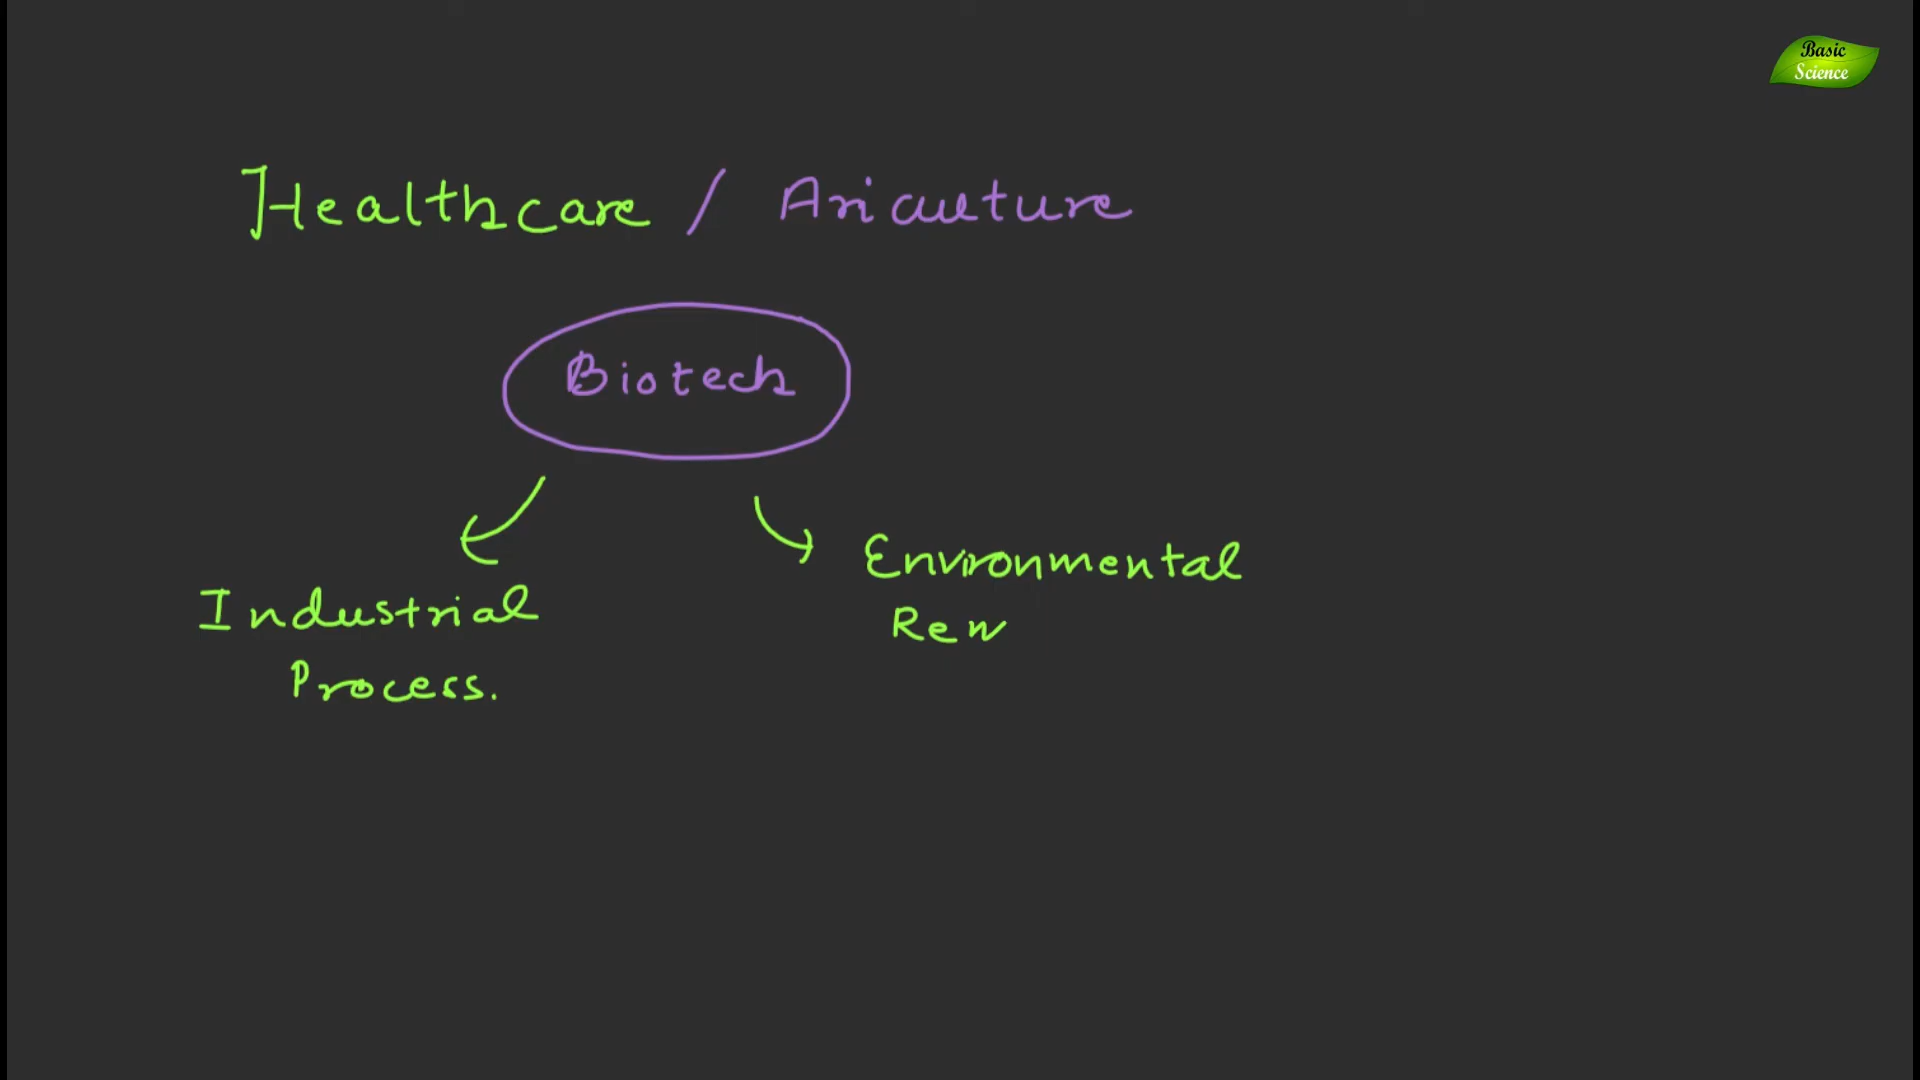 Basic
Science
Healthcare / Ariculture
Biotech
Environmental
Industrial
Ren
Process.